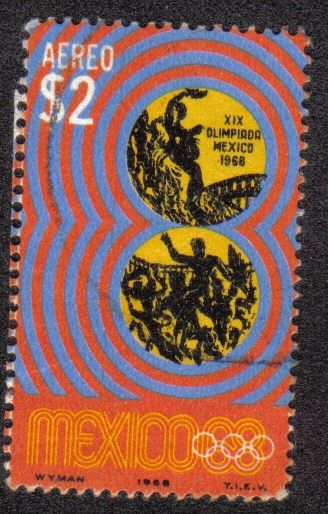 AEREO
$2
XIX
OLIMPIADA
MEXICO
1968
MEXICO68
WYMAN 1968 T.I.E.V.